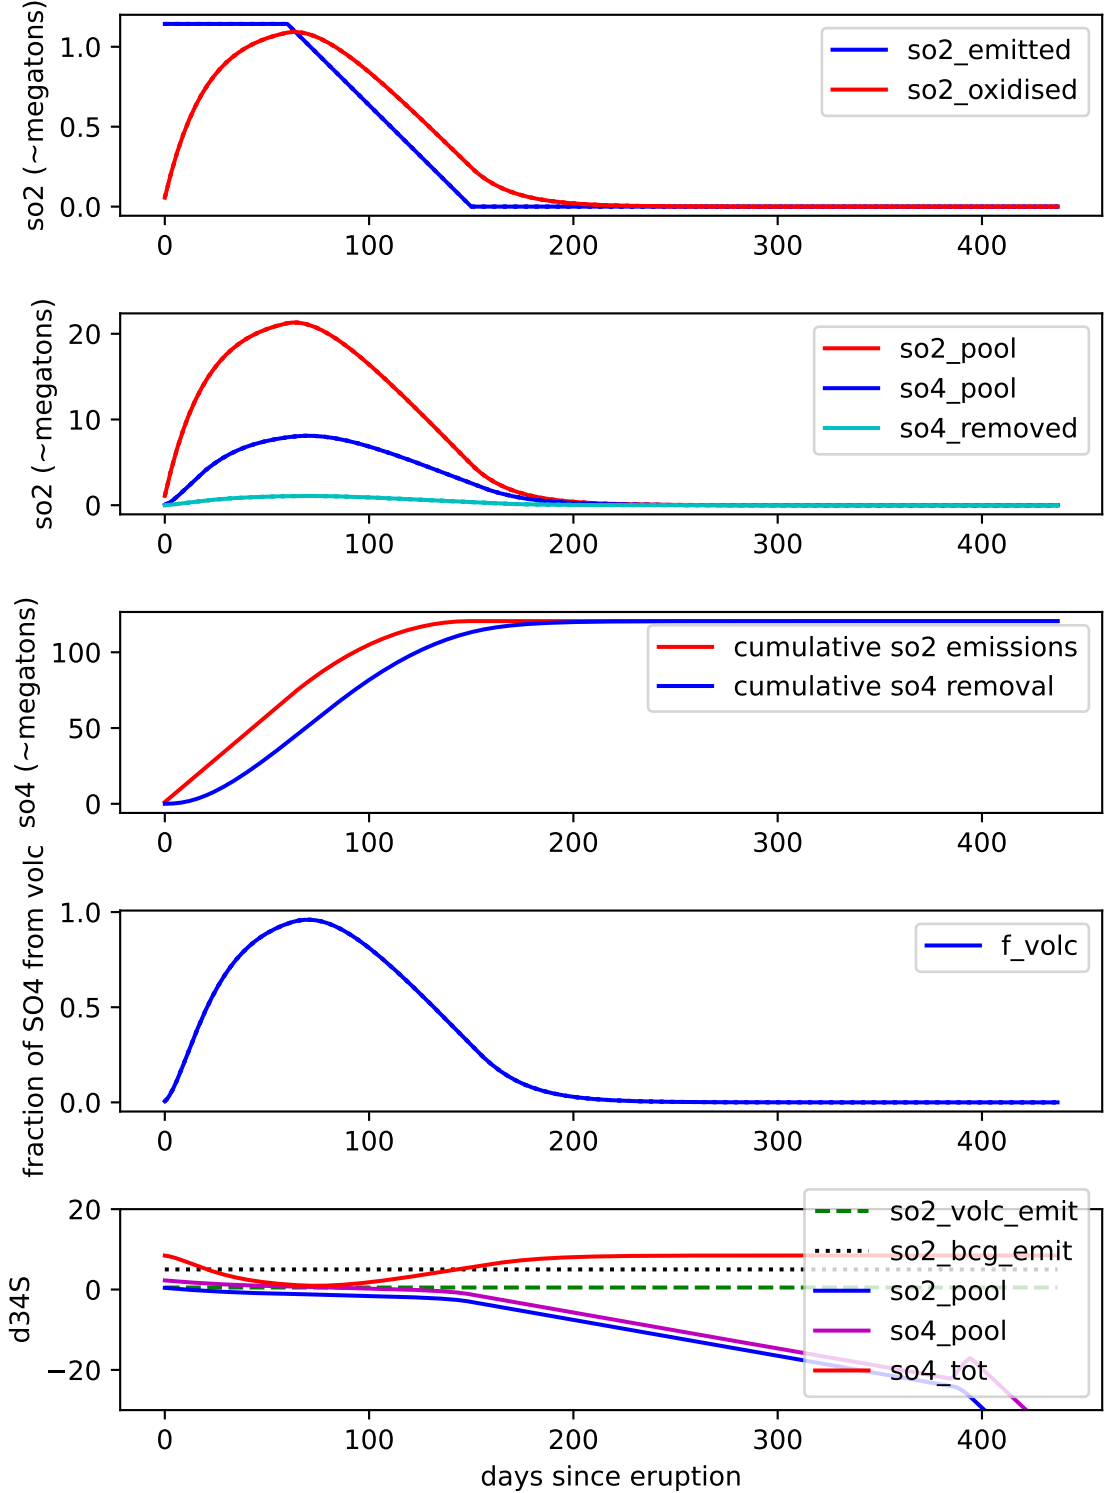 so2 (~megatons)
1.0
0.5
0.0
so2_emitted
so2_oxidised
0 100 200 300 400
so2 (~megatons)
20
10
0
so2_pool
so4_pool
so4_removed
0 100 200 300 400
so4 (~megatons)
100
50
0
cumulative so2 emissions
cumulative so4 removal
0 100 200 300 400
fraction of SO4 from volc
1.0
0.5
0.0
f_volc
0 100 200 300 400
d34S
20
0
−20
so2_volc_emit
so2_bcg_emit
so2_pool
so4_pool
so4_tot
0 100 200 300 400
days since eruption